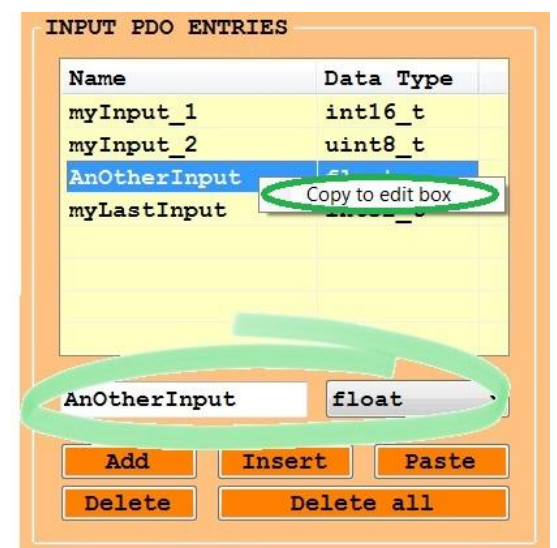 INPUT PDO ENTRIES
Name Data Type
myInput_1 int16_t
myInput_2 uint8_t
AnOtherInput float
Copy to edit box
myLastInput
AnOtherInput float
Add Insert Paste
Delete Delete all